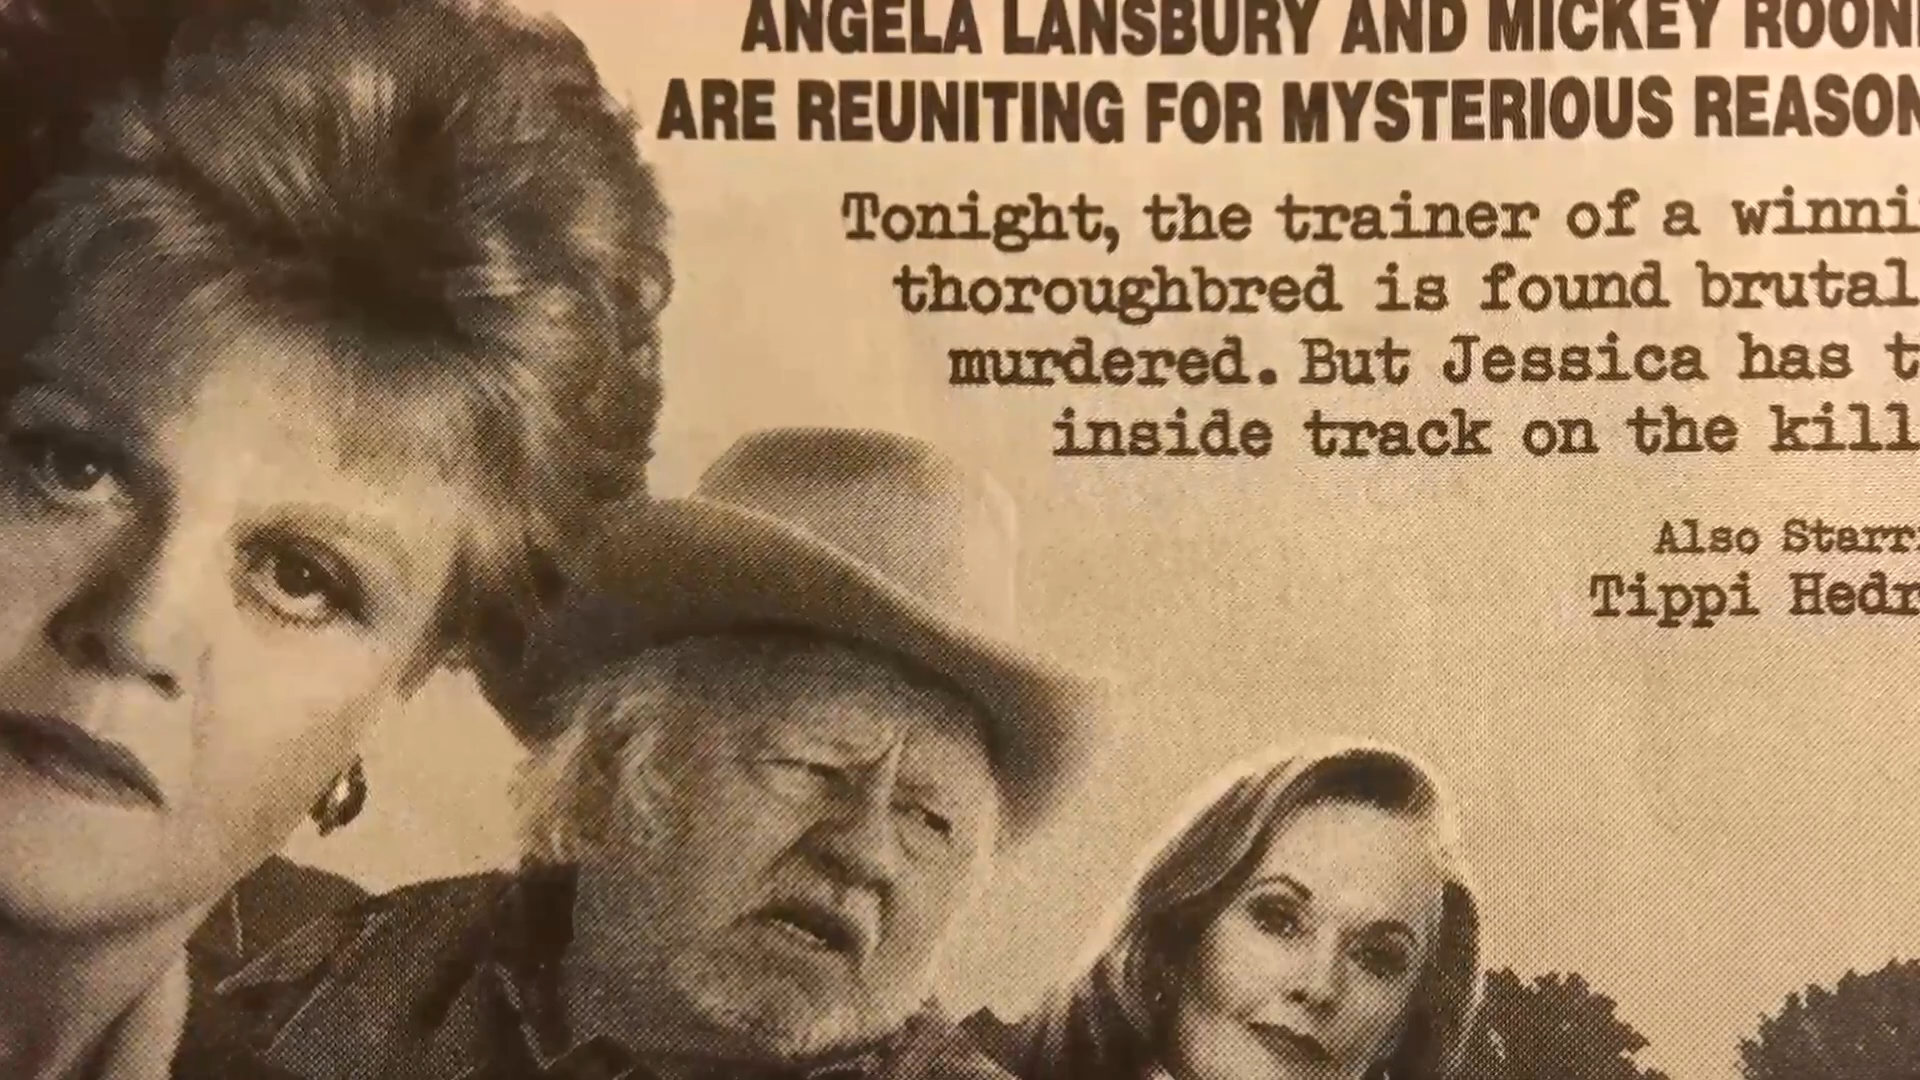 ANGELA LANSBURY AND MICKEY ROON
ARE REUNITING FOR MYSTERIOUS REASON
Tonight, the trainer of a winni
thoroughbred is found brutal
murdered. But Jessica has t
inside track on the kill
Also Starr
Tippi Hedr